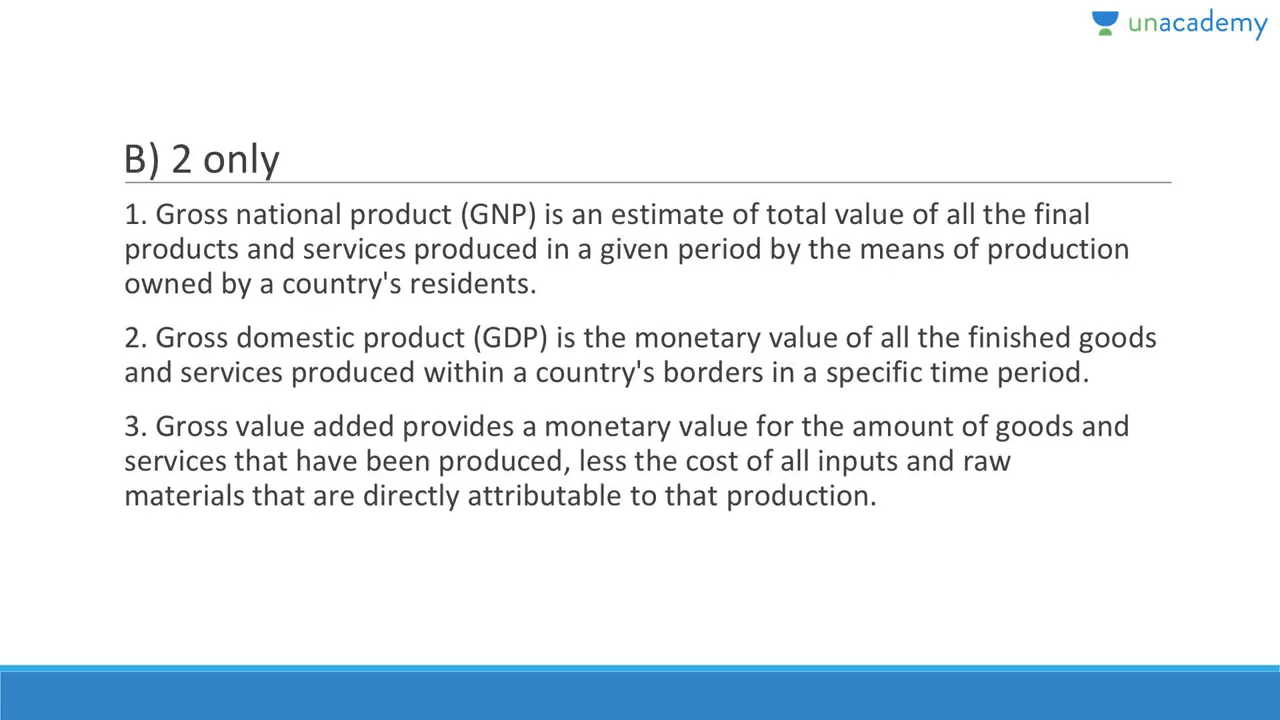 unacademy
B) 2 only
1. Gross national product (GNP) is an estimate of total value of all the final
products and services produced in a given period by the means of production
owned by a country's residents.
2. Gross domestic product (GDP) is the monetary value of all the finished goods
and services produced within a country's borders in a specific time period.
3. Gross value added provides a monetary value for the amount of goods and
services that have been produced, less the cost of all inputs and raw
materials that are directly attributable to that production.